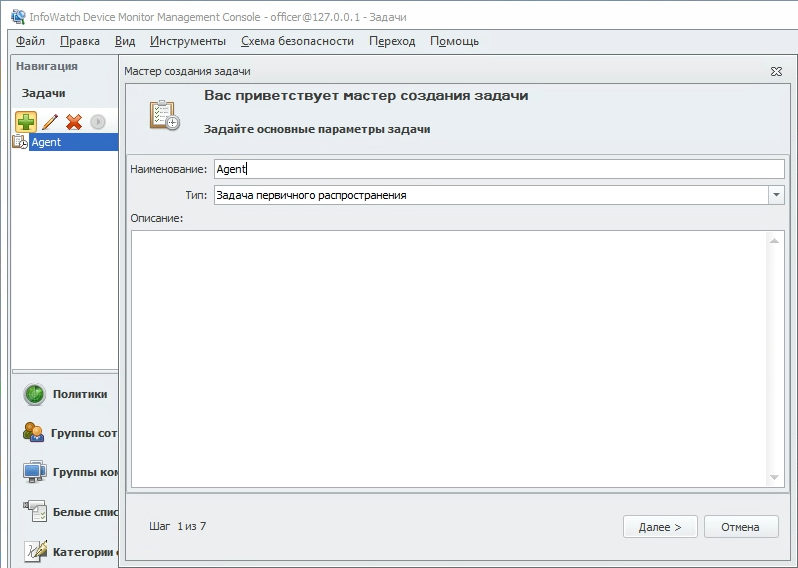 InfoWatch Device Monitor Management Console - officer@127.0.0.1 - Задачи
Файл Правка Вид Инструменты Схема безопасности Переход Помощь
Навигация
Задачи
Agent
Политики
Группы сот
Группы ком
Белые спис
Категории
Мастер создания задачи
Вас приветствует мастер создания задачи
Задайте основные параметры задачи
Наименование: Agent
Тип: Задача первичного распространения
Описание:
Шаг 1 из 7
Далее >
Отмена